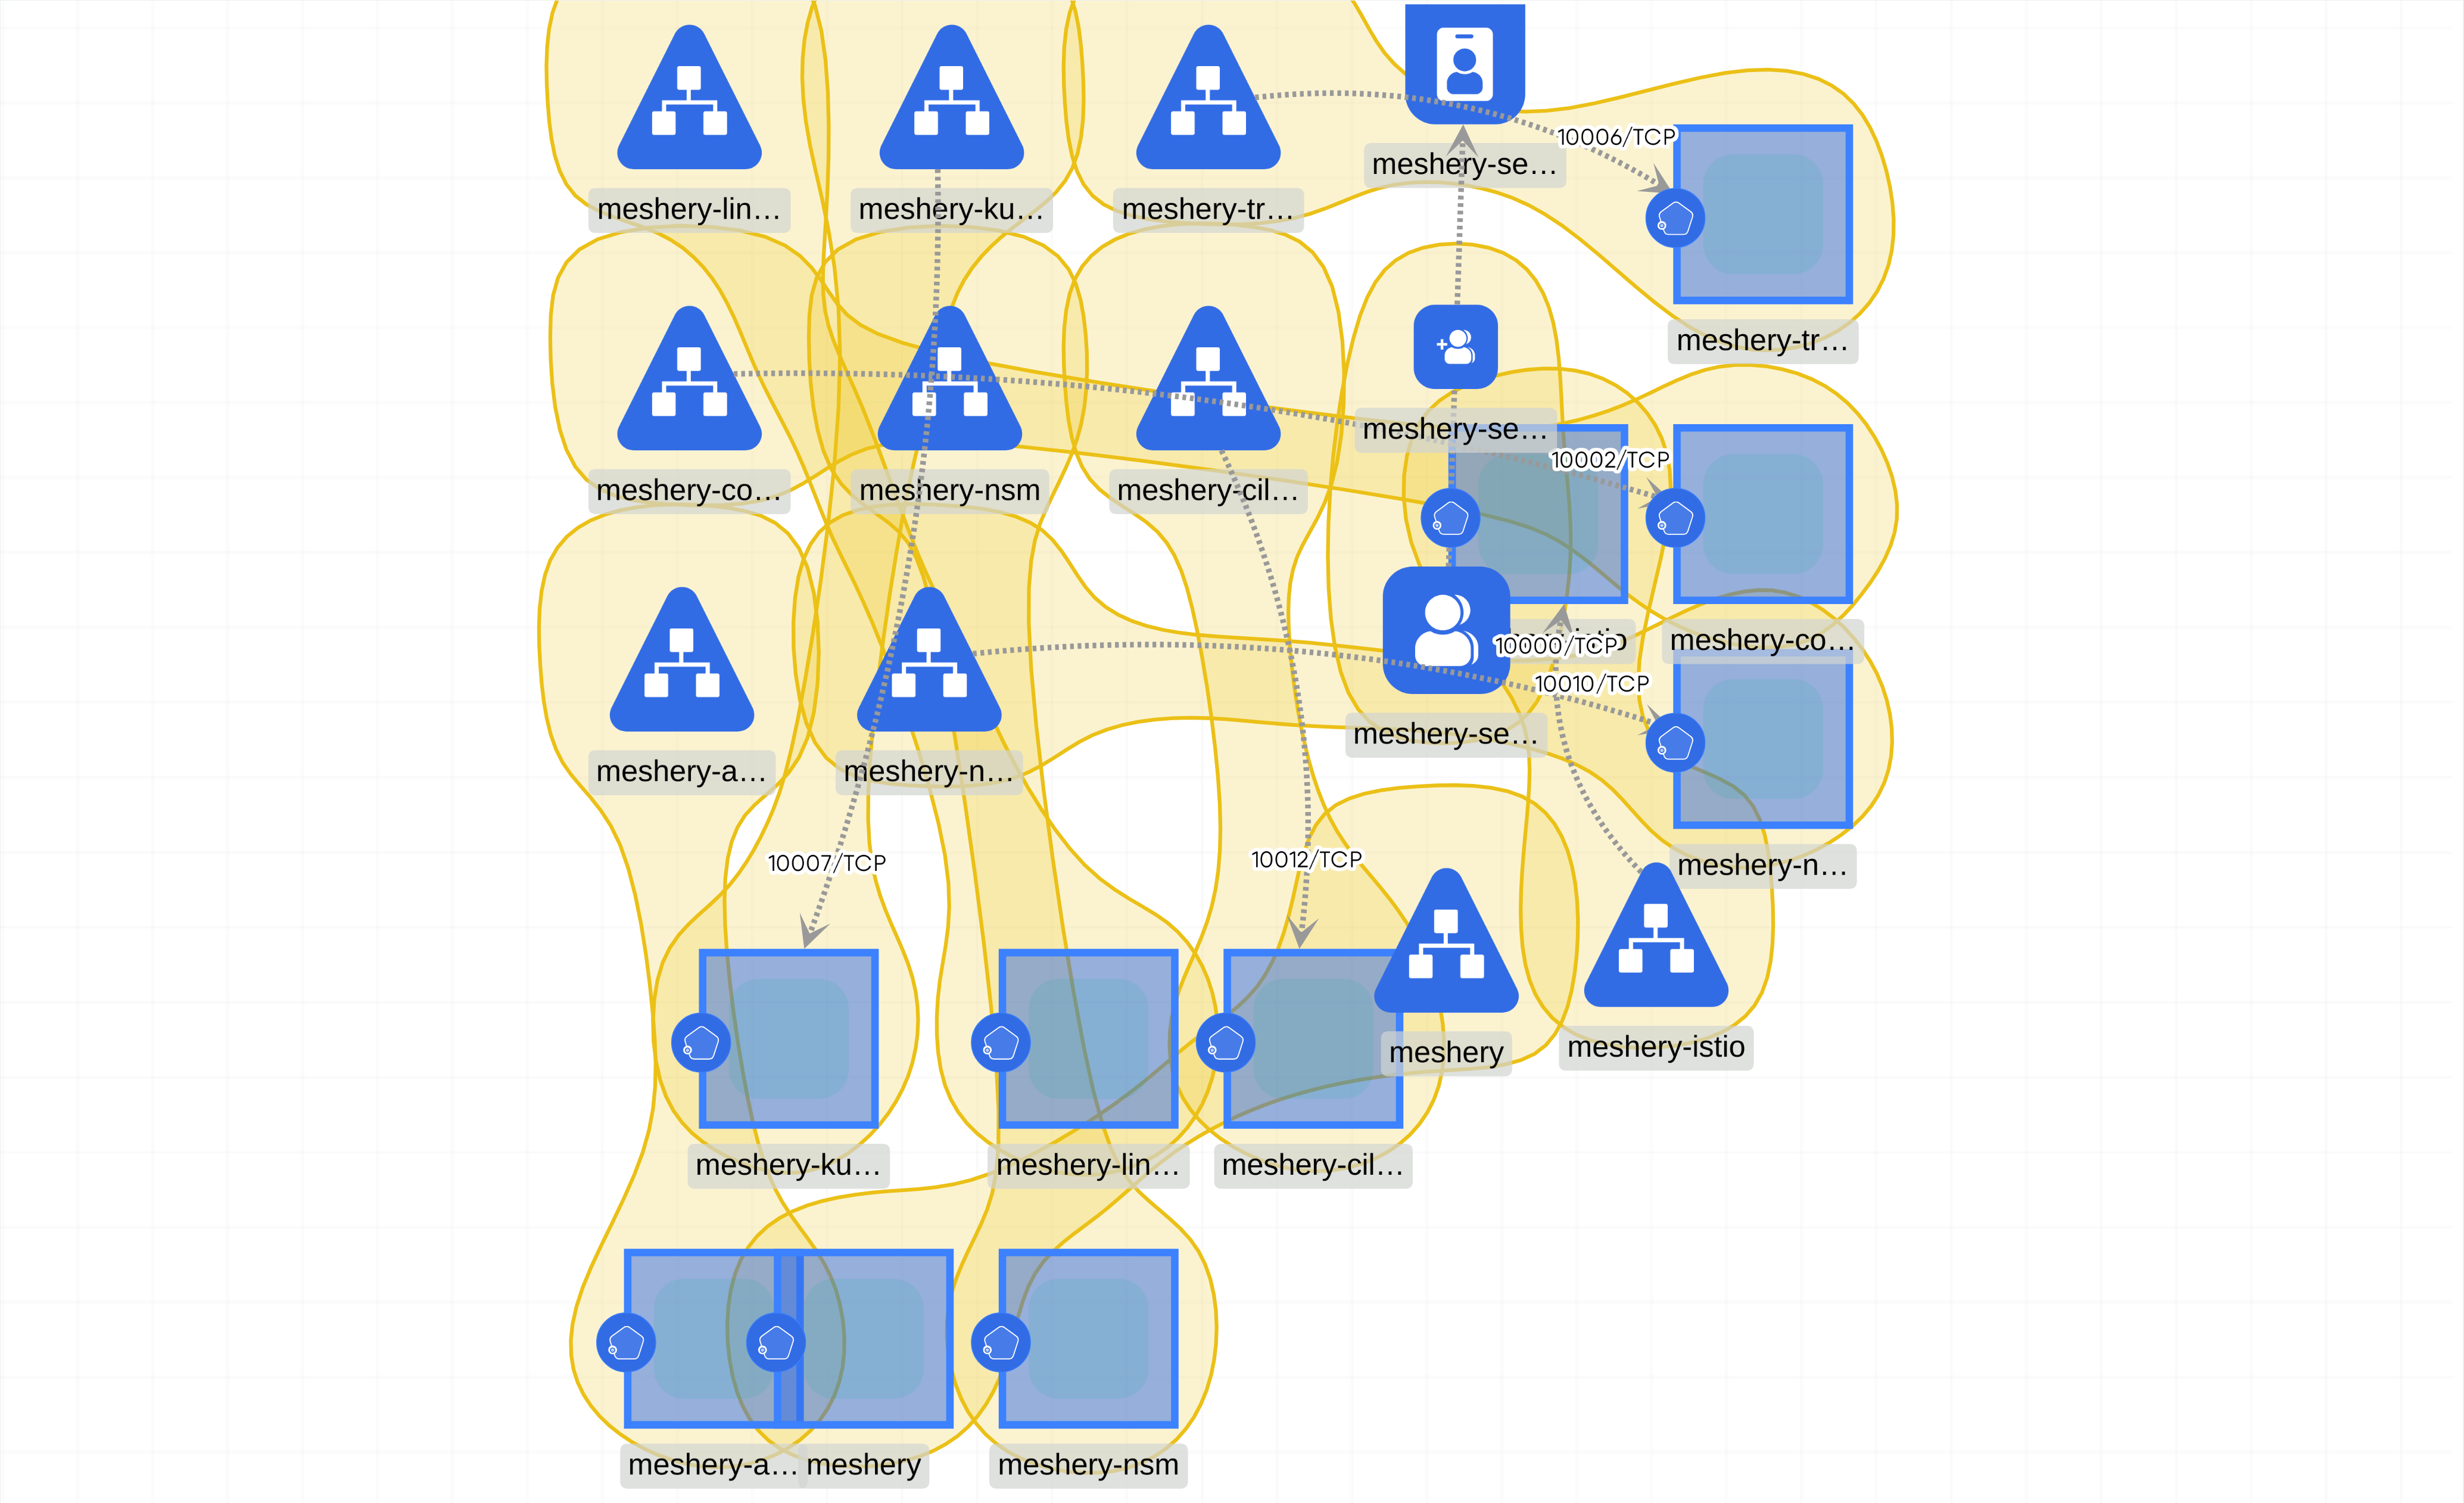 meshery-lin…
meshery-ku…
meshery-tr…
meshery-se…
10006/TCP
meshery-tr…
meshery-co…
meshery-nsm
meshery-cil…
meshery-se…
10002/TCP
meshery-co…
10000/TCP
10010/TCP
meshery-a…
meshery-n…
meshery-se…
meshery-n…
10007/TCP
10012/TCP
meshery
meshery-istio
meshery-ku…
meshery-lin…
meshery-cil…
meshery-a…
meshery
meshery-nsm